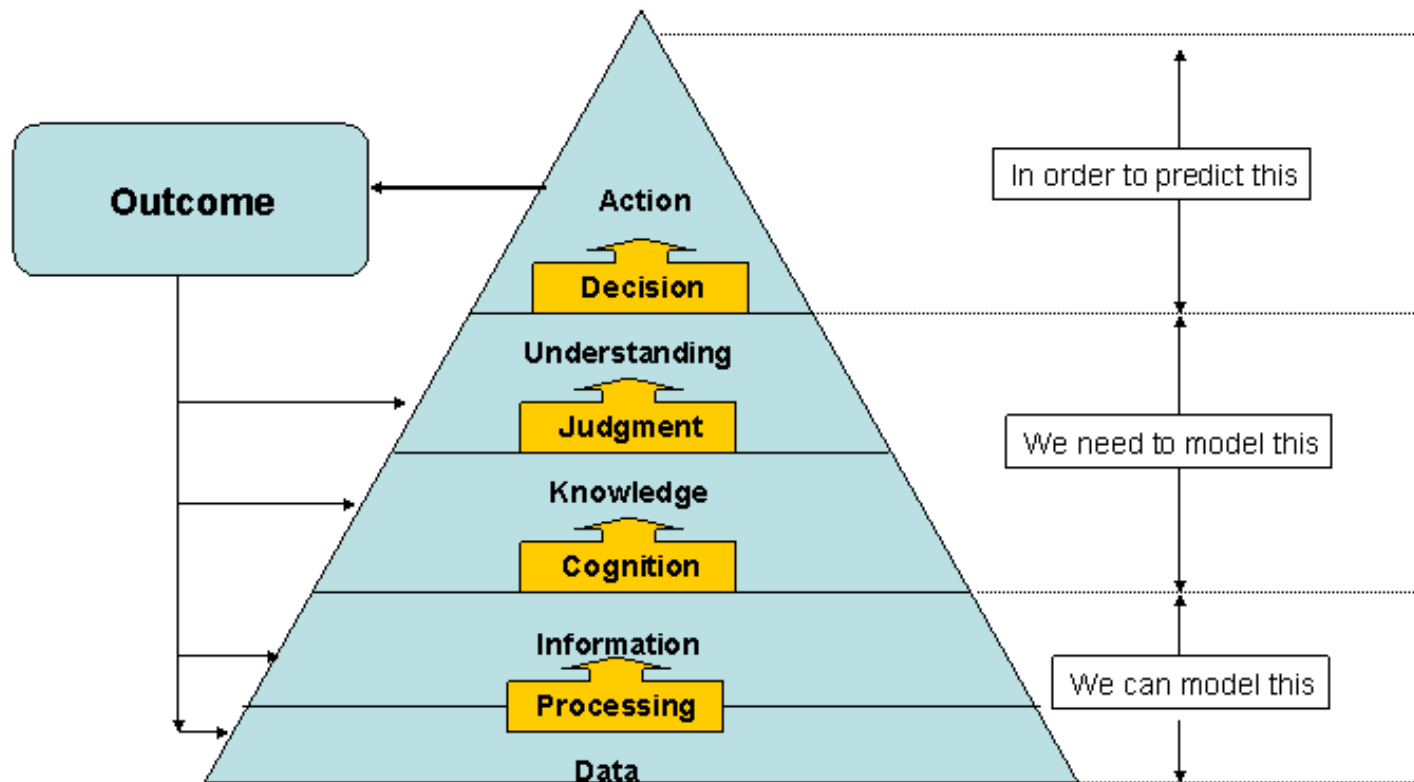 In order to predict this
Outcome
Action
Decision
Understanding
Judgment
We need to model this
Knowledge
Cognition
Information
We can model this
Processing
Data